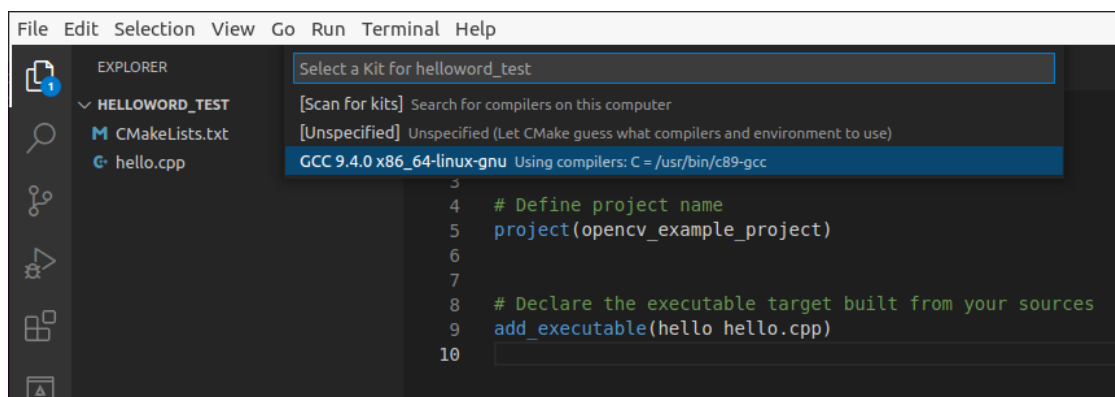 File Edit Selection View Go Run Terminal Help
EXPLORER
HELLOWORD_TEST
CMakeLists.txt
hello.cpp
1
Select a Kit for helloword_test
[Scan for kits] Search for compilers on this computer
[Unspecified] Unspecified (Let CMake guess what compilers and environment to use)
GCC 9.4.0 x86_64-linux-gnu Using compilers: C = /usr/bin/c89-gcc
3
4 # Define project name
5 project(opencv_example_project)
6
7
8 # Declare the executable target built from your sources
9 add_executable(hello hello.cpp)
10